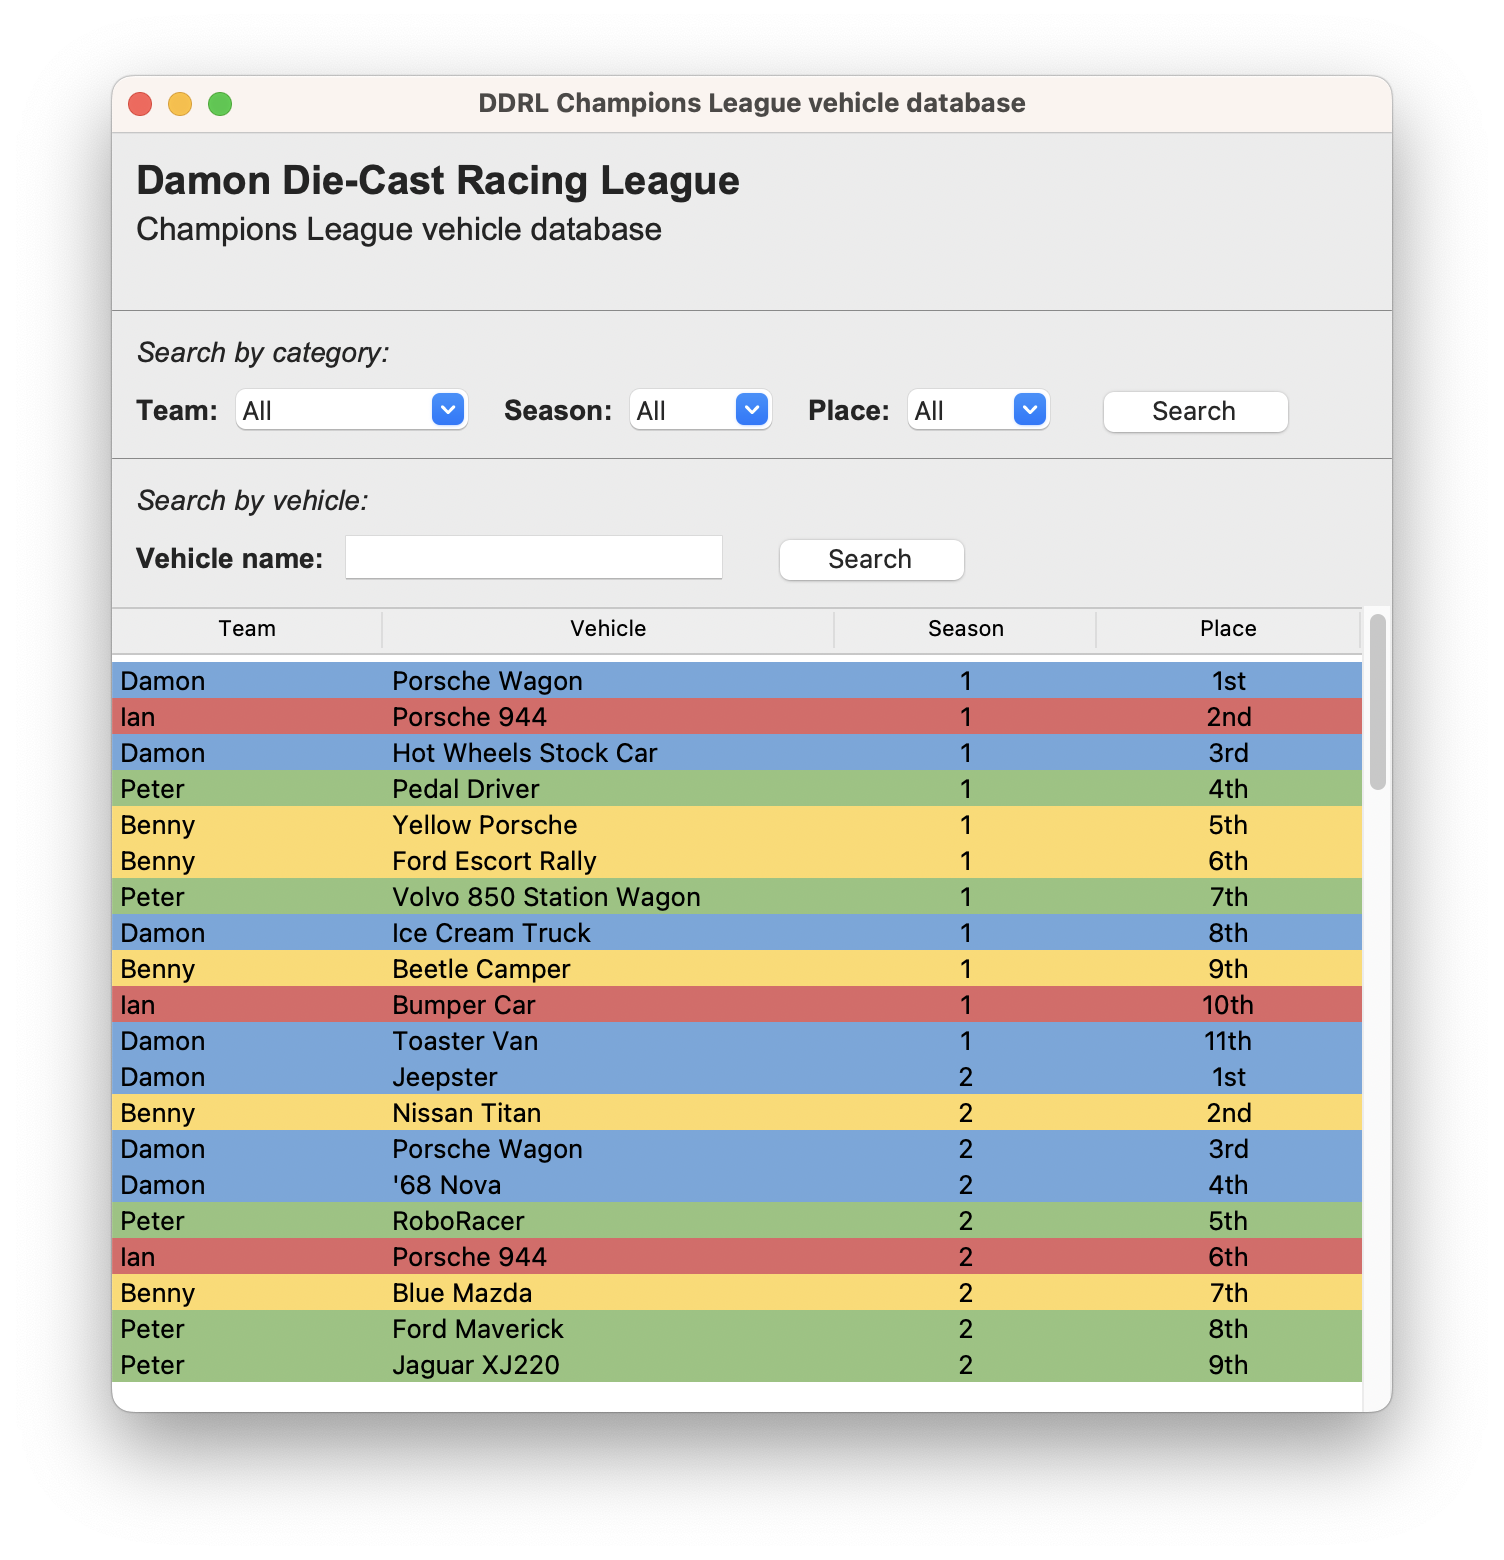 DDRL Champions League vehicle database
Damon Die-Cast Racing League
Champions League vehicle database
Search by category:
Team: All Season: All Place: All Search
Search by vehicle:
Vehicle name: Search
Team Vehicle Season Place
Damon Porsche Wagon 1 1st
Ian Porsche 944 1 2nd
Damon Hot Wheels Stock Car 1 3rd
Peter Pedal Driver 1 4th
Benny Yellow Porsche 1 5th
Benny Ford Escort Rally 1 6th
Peter Volvo 850 Station Wagon 1 7th
Damon Ice Cream Truck 1 8th
Benny Beetle Camper 1 9th
Ian Bumper Car 1 10th
Damon Toaster Van 1 11th
Damon Jeepster 2 1st
Benny Nissan Titan 2 2nd
Damon Porsche Wagon 2 3rd
Damon '68 Nova 2 4th
Peter RoboRacer 2 5th
Ian Porsche 944 2 6th
Benny Blue Mazda 2 7th
Peter Ford Maverick 2 8th
Peter Jaguar XJ220 2 9th